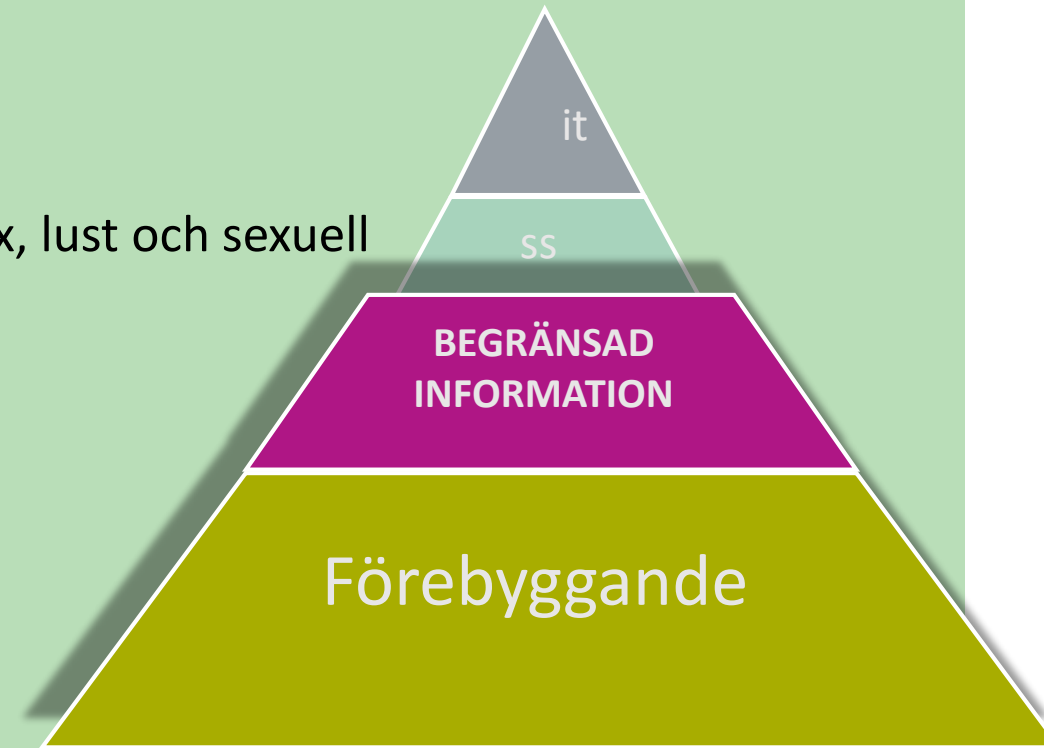 it
x, lust och sexuell
ss
BEGRÄNSAD
INFORMATION
Förebyggande